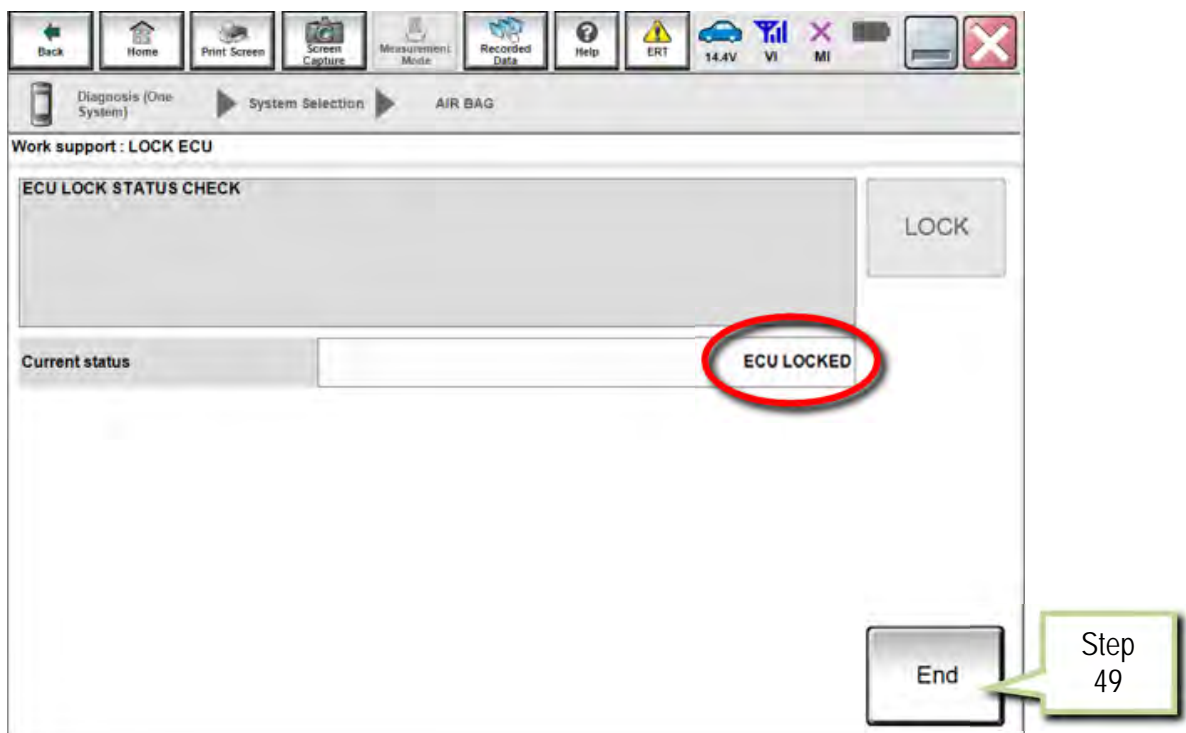 Back
Home
Print Screen
Screen
Capture
Measurement
Mode
Recorded
Data
Help
ERT
14.4V
VI
MI
Diagnosis (One
System)
System Selection
AIR BAG
Work support : LOCK ECU
ECU LOCK STATUS CHECK
LOCK
Current status
ECU LOCKED
End
Step
49